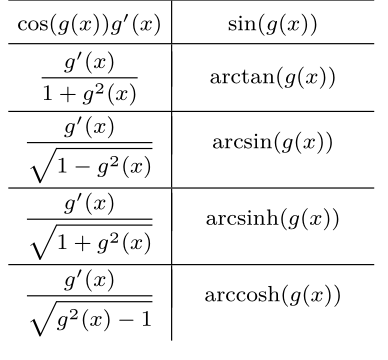 cos(g(x))g′(x) sin(g(x))
g′(x)
1 + g²(x)
arctan(g(x))
g′(x)
√(1 − g²(x))
arcsin(g(x))
g′(x)
√(1 + g²(x))
arcsinh(g(x))
g′(x)
√(g²(x) − 1)
arccosh(g(x))